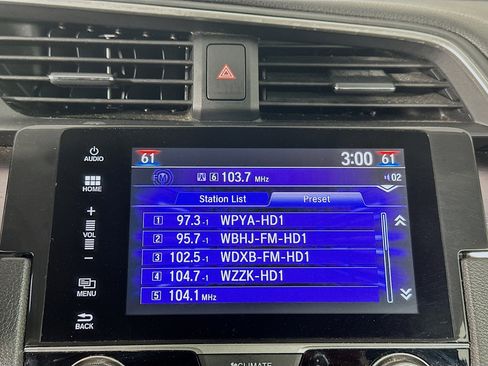 AUDIO
HOME
+
VOL
-
MENU
BACK
61 3:00 61
6 103.7 MHz 02
Station List Preset
1 97.3-1 WPYA-HD1
2 95.7-1 WBHJ-FM-HD1
3 102.5-1 WDXB-FM-HD1
4 104.7-1 WZZK-HD1
5 104.1 MHz
CLIMATE